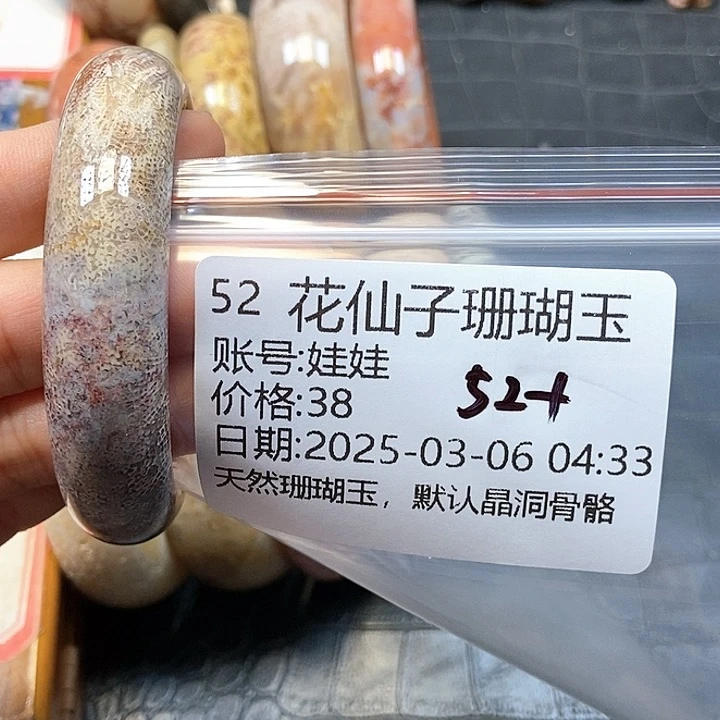 52 花仙子珊瑚玉
账号:娃娃
52+
价格:38
日期:2025-03-06 04:33
天然珊瑚玉，默认晶洞骨骼